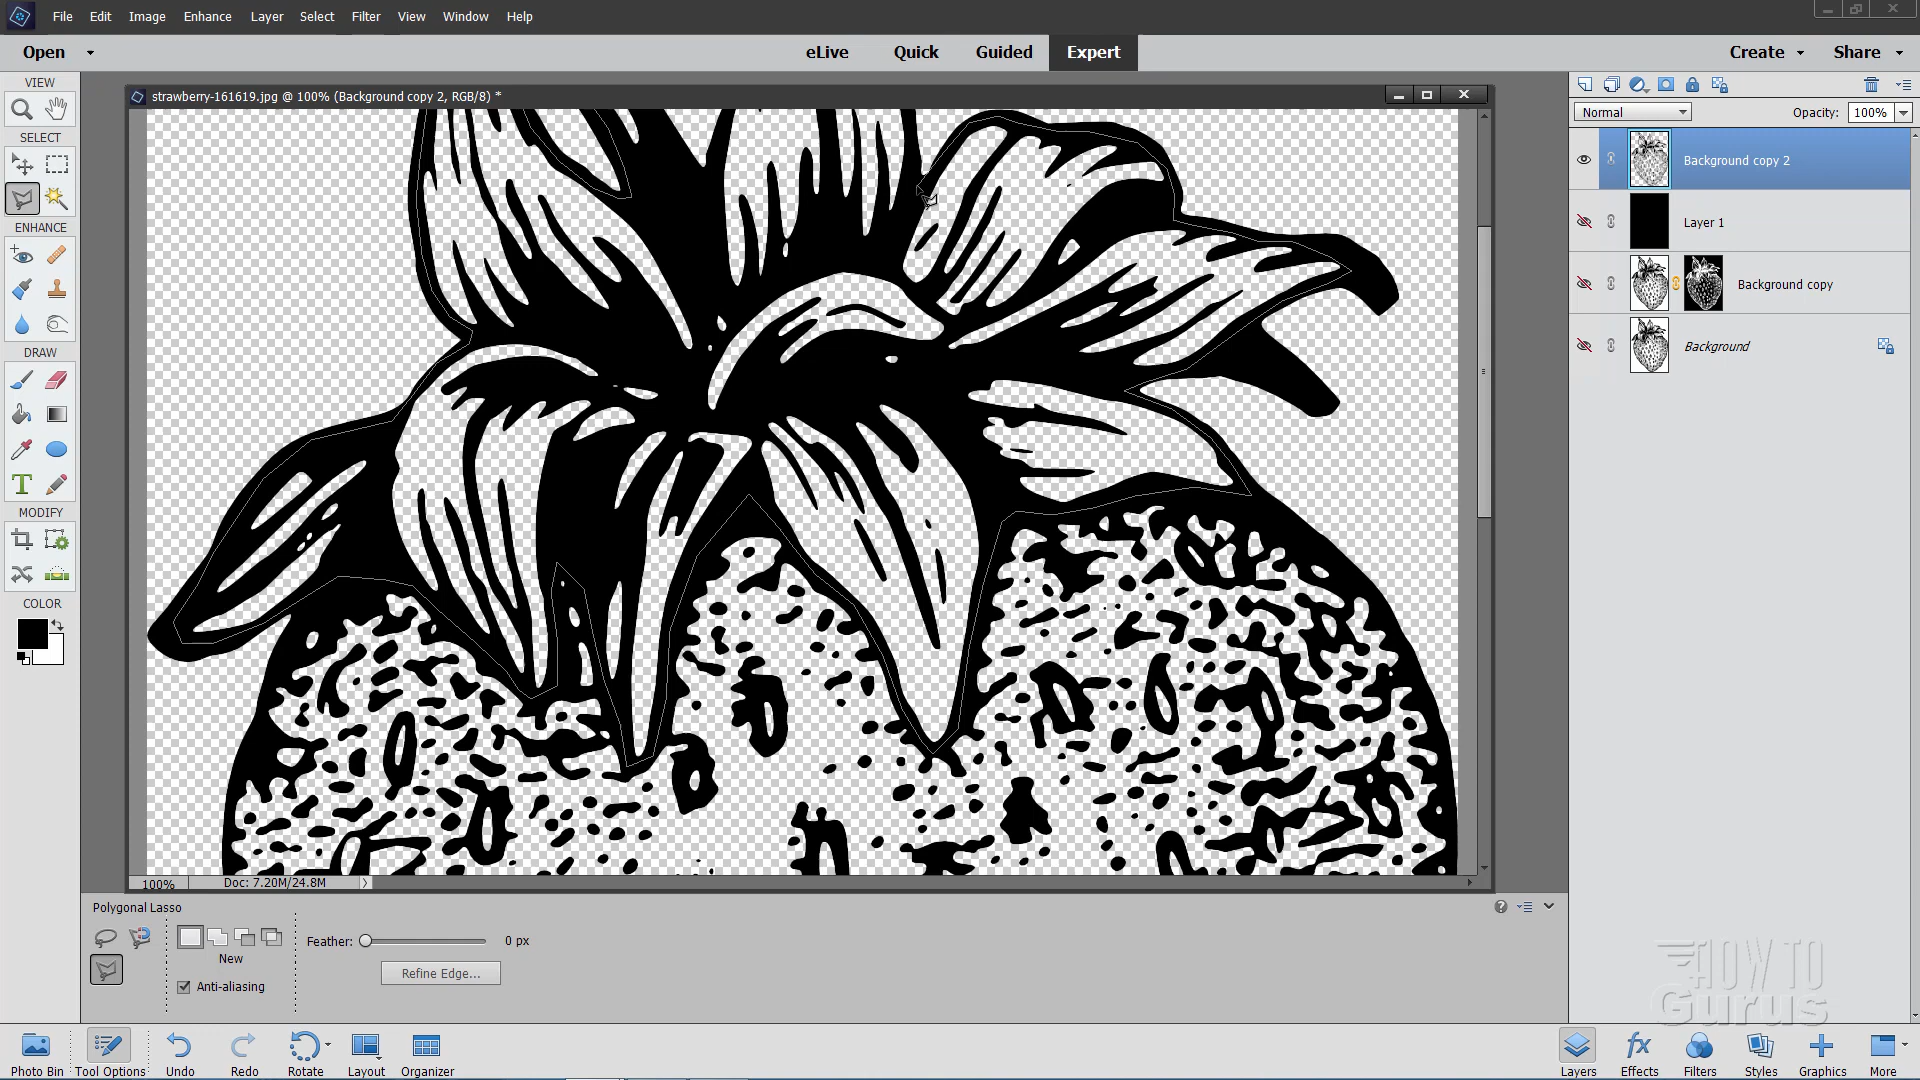 File Edit Image Enhance Layer Select Filter View Window Help
Open eLive Quick Guided Expert Create Share
VIEW
SELECT
ENHANCE
DRAW
T
MODIFY
COLOR
strawberry-161619.jpg @ 100% (Background copy 2, RGB/8) *
100% Doc: 7.20M/24.8M
Normal Opacity: 100%
Background copy 2
Layer 1
Background copy
Background
Polygonal Lasso
New
Anti-aliasing
Feather: 0 px
Refine Edge...
HOW TO
Gurus
Photo Bin Tool Options Undo Redo Rotate Layout Organizer
fx
Layers Effects Filters Styles Graphics More